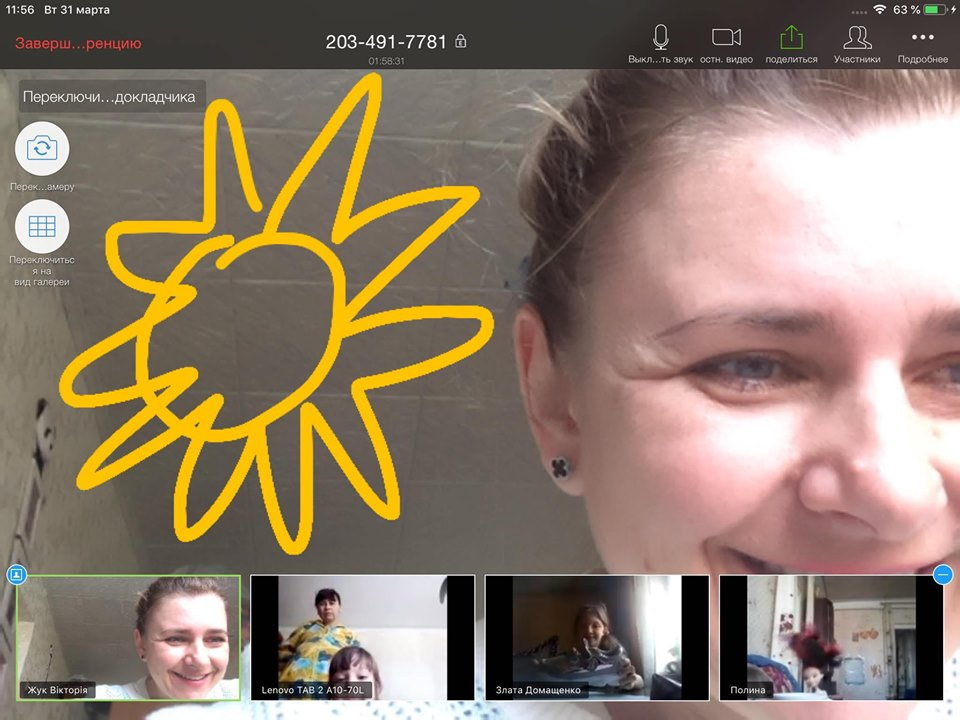 11:56 Вт 31 марта
63 %
Заверш...ренцию
203-491-7781
01:58:31
Выкл...ть звук
остн. видео
поделиться
Участники
Подробнее
Переключи...докладчика
Перек...амеру
Переключитьс
я на
вид галереи
Жук Вікторія
Lenovo TAB 2 A10-70L
Злата Домащенко
Полина